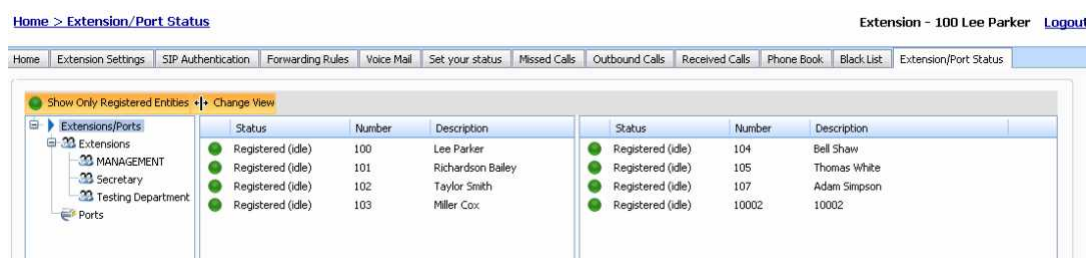 Home > Extension/Port Status
Extension - 100 Lee Parker Logout
Home Extension Settings SIP Authentication Forwarding Rules Voice Mail Set your status Missed Calls Outbound Calls Received Calls Phone Book Black List Extension/Port Status
Show Only Registered Entities Change View
Extensions/Ports
Extensions
MANAGEMENT
Secretary
Testing Department
Ports
Status Number Description
Registered (idle) 100 Lee Parker
Registered (idle) 101 Richardson Bailey
Registered (idle) 102 Taylor Smith
Registered (idle) 103 Miller Cox
Status Number Description
Registered (idle) 104 Bell Shaw
Registered (idle) 105 Thomas White
Registered (idle) 107 Adam Simpson
Registered (idle) 10002 10002